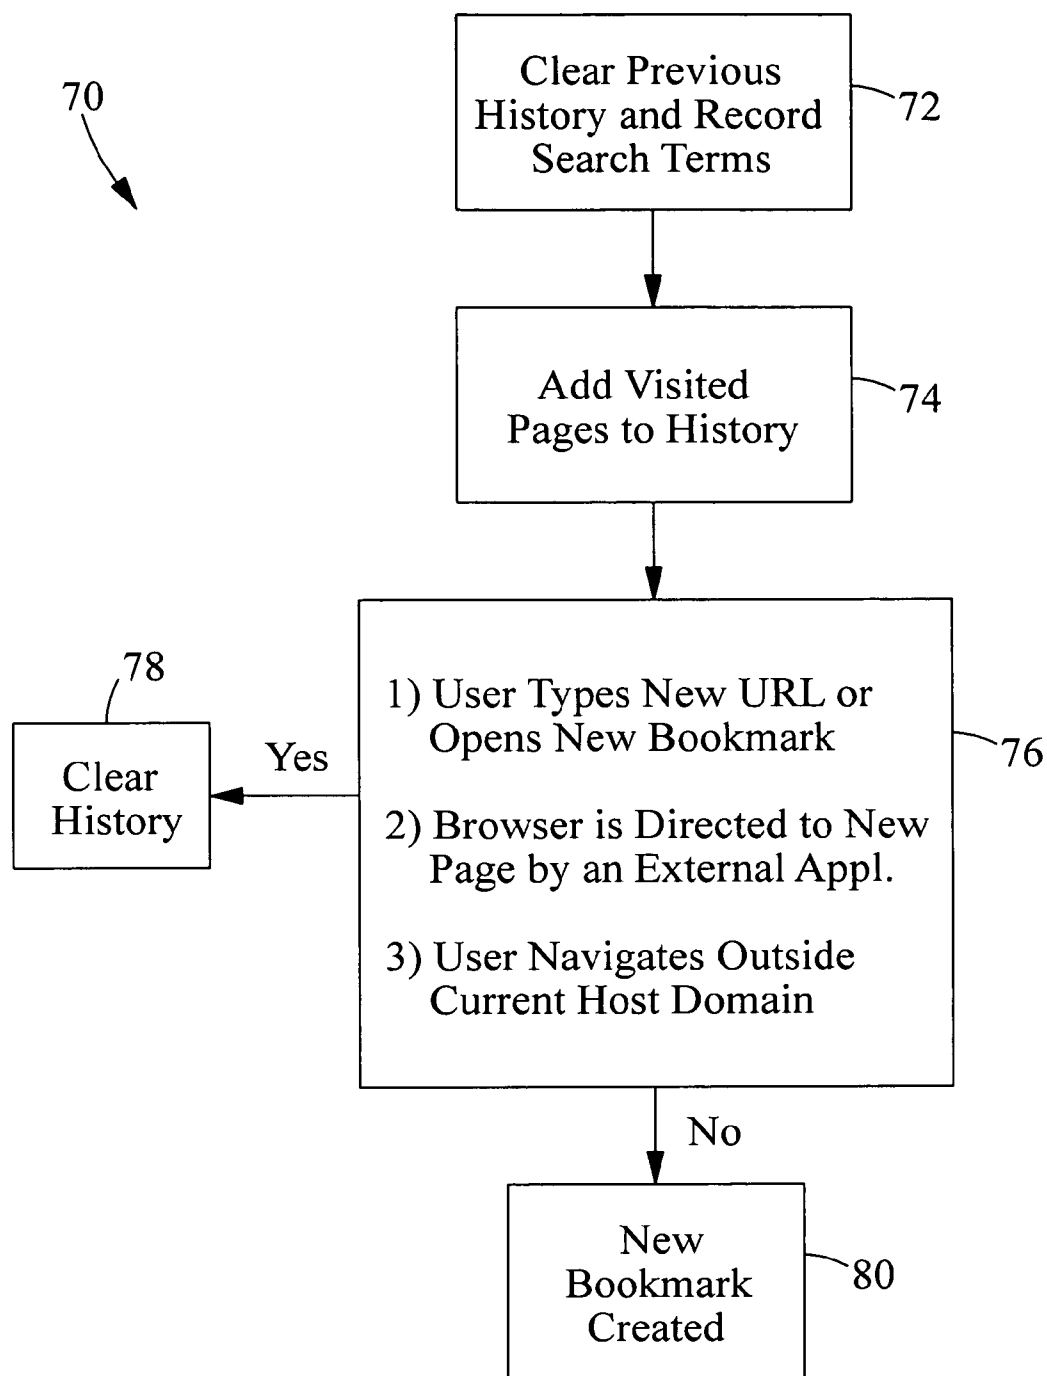 70
Clear Previous
History and Record
Search Terms
72
Add Visited
Pages to History
74
1) User Types New URL or
Opens New Bookmark
2) Browser is Directed to New
Page by an External Appl.
3) User Navigates Outside
Current Host Domain
76
Yes
78
Clear
History
No
New
Bookmark
Created
80